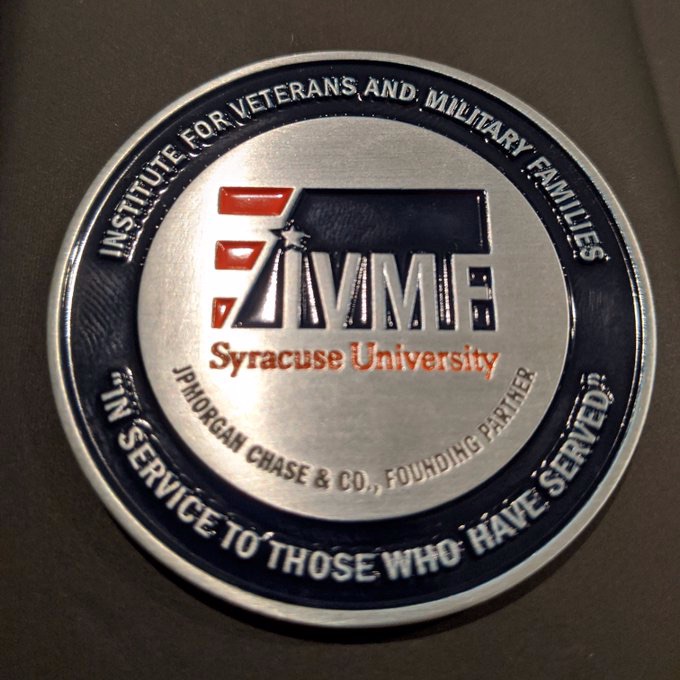 INSTITUTE FOR VETERANS AND MILITARY FAMILIES
IVMF
Syracuse University
JPMORGAN CHASE & CO., FOUNDING PARTNER
"IN SERVICE TO THOSE WHO HAVE SERVED"